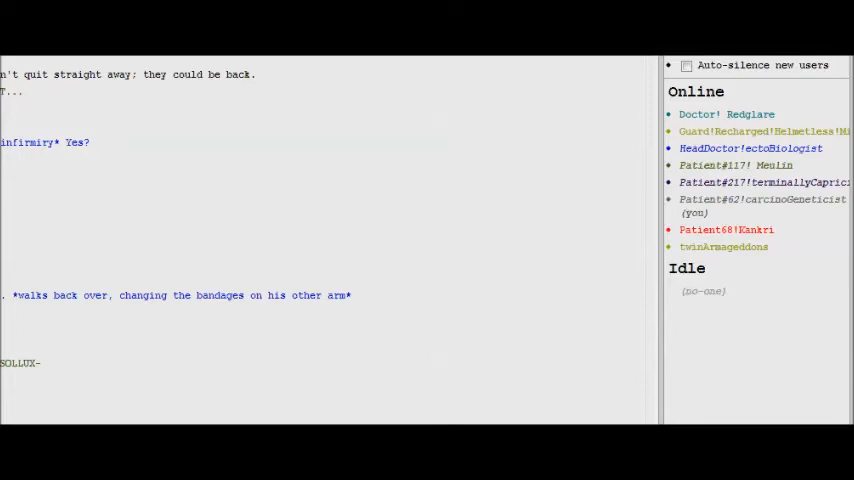 n't quit straight away; they could be back.
T...
infirmiry* Yes?
. *walks back over, changing the bandages on his other arm*
SOLLUX-
Auto-silence new users
Online
Doctor! Redglare
Guard!Recharged!Helmetless!Mi
HeadDoctor!ectoBiologist
Patient#117! Meulin
Patient#217!terminallyCaprici
Patient#62!carcinoGeneticist
(you)
Patient68!Kankri
twinArmageddons
Idle
(no-one)